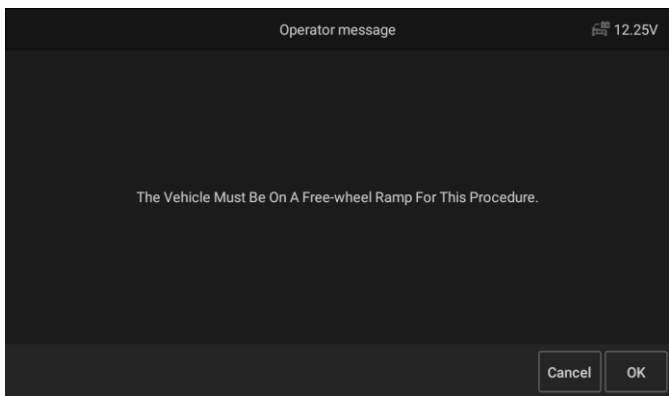 Operator message
12.25V
The Vehicle Must Be On A Free-wheel Ramp For This Procedure.
Cancel
OK